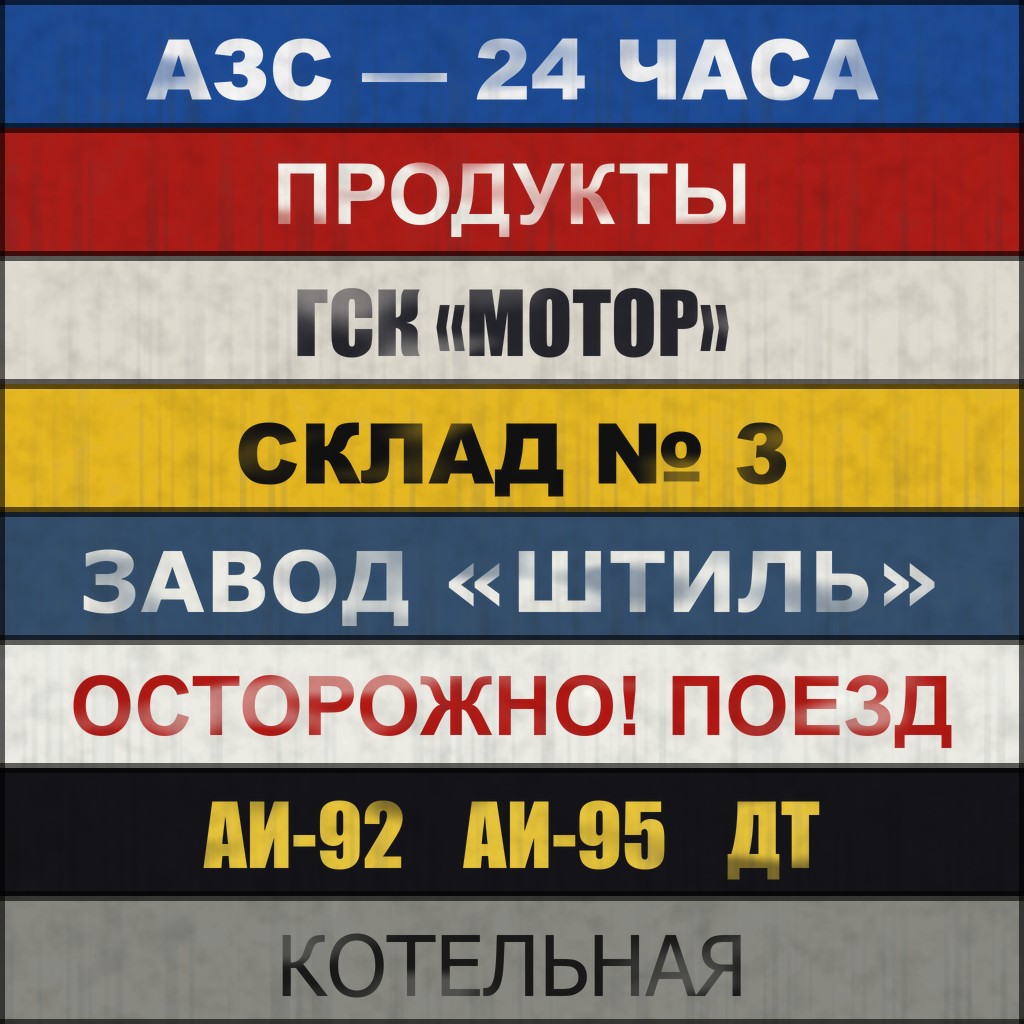 АЗС — 24 ЧАСА
ПРОДУКТЫ
ГСК «МОТОР»
СКЛАД № 3
ЗАВОД «ШТИЛЬ»
ОСТОРОЖНО! ПОЕЗД
АИ-92 АИ-95 ДТ
КОТЕЛЬНАЯ